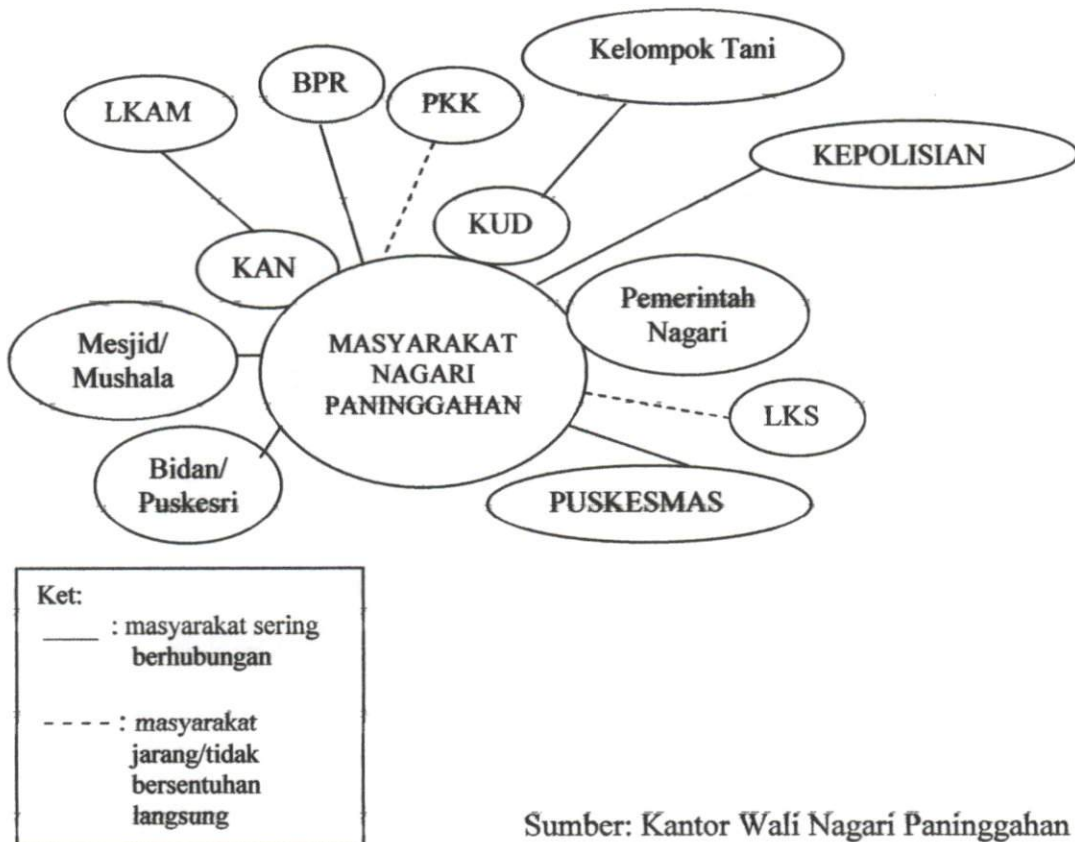 Kelompok Tani
BPR
PKK
LKAM
KEPOLISIAN
KUD
KAN
Pemerintah
Nagari
Mesjid/
Mushala
MASYARAKAT
NAGARI
PANINGGAHAN
LKS
Bidan/
Puskesri
PUSKESMAS
Ket:
____ : masyarakat sering
berhubungan
- - - - : masyarakat
jarang/tidak
bersentuhan
langsung
Sumber: Kantor Wali Nagari Paninggahan